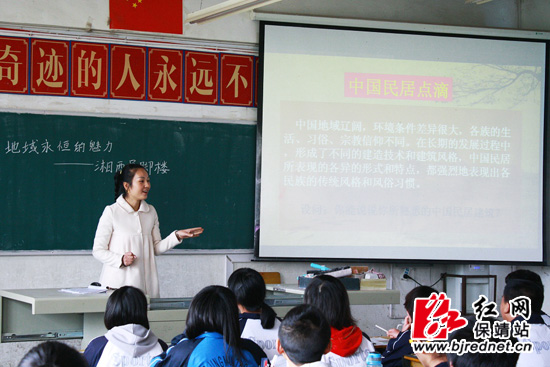 奇迹的人永远不
地域永恒的魅力
——湘西吊脚楼
中国民居点滴
中国地域辽阔,环境条件差异很大,各族的生
活、习俗、宗教信仰不同,在长期的发展过程中
,形成了不同的建造技术和建筑风格,中国民居
所表现的各异的形式和特点,都强烈地表现出各
民族的传统风格和风俗习惯。
红网
保靖站
www.bjrednet.cn